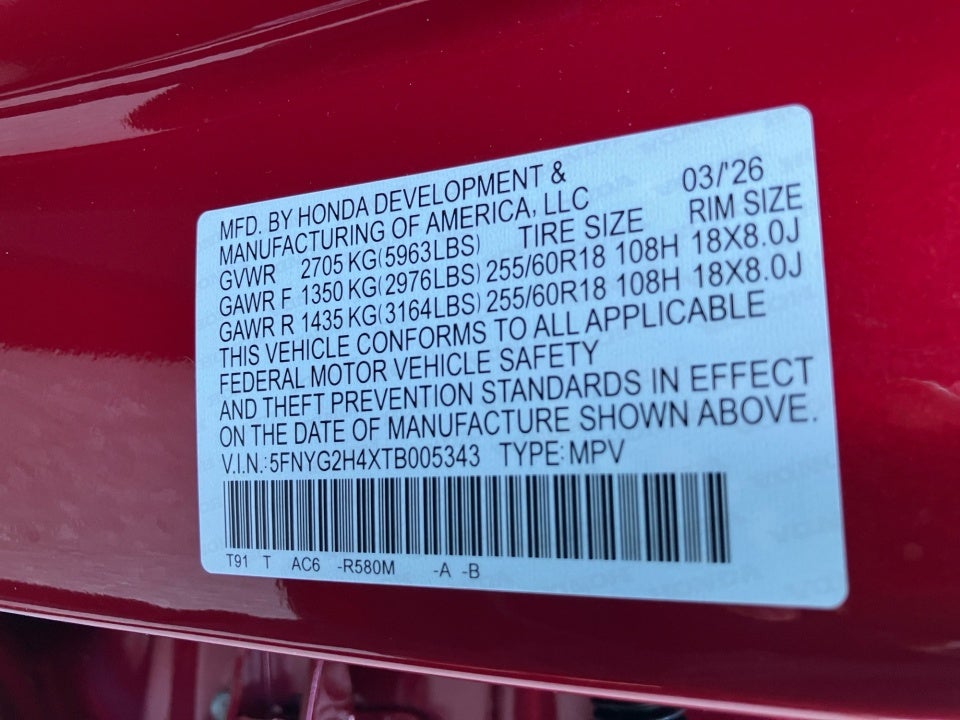 MFD. BY HONDA DEVELOPMENT & 03/'26
MANUFACTURING OF AMERICA, LLC
GVWR 2705 KG(5963LBS) TIRE SIZE RIM SIZE
GAWR F 1350 KG(2976LBS) 255/60R18 108H 18X8.0J
GAWR R 1435 KG(3164LBS) 255/60R18 108H 18X8.0J
THIS VEHICLE CONFORMS TO ALL APPLICABLE
FEDERAL MOTOR VEHICLE SAFETY
AND THEFT PREVENTION STANDARDS IN EFFECT
ON THE DATE OF MANUFACTURE SHOWN ABOVE.
V.I.N.:5FNYG2H4XTB005343 TYPE:MPV
T91 T AC6 -R580M -A -B